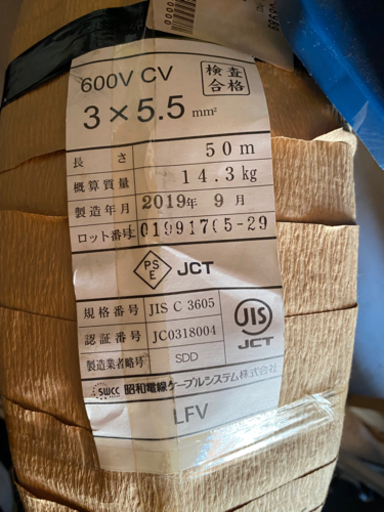 600V CV
検査
合格
3×5.5 mm²
長さ 50m
概算質量 14.3kg
製造年月 2019年 9月
ロット番号 01991705-29
PS
E
JCT
規格番号 JIS C 3605
認証番号 JC0318004
製造業者略号 SDD
JIS
JCT
SWCC 昭和電線ケーブルシステム株式会社
LFV